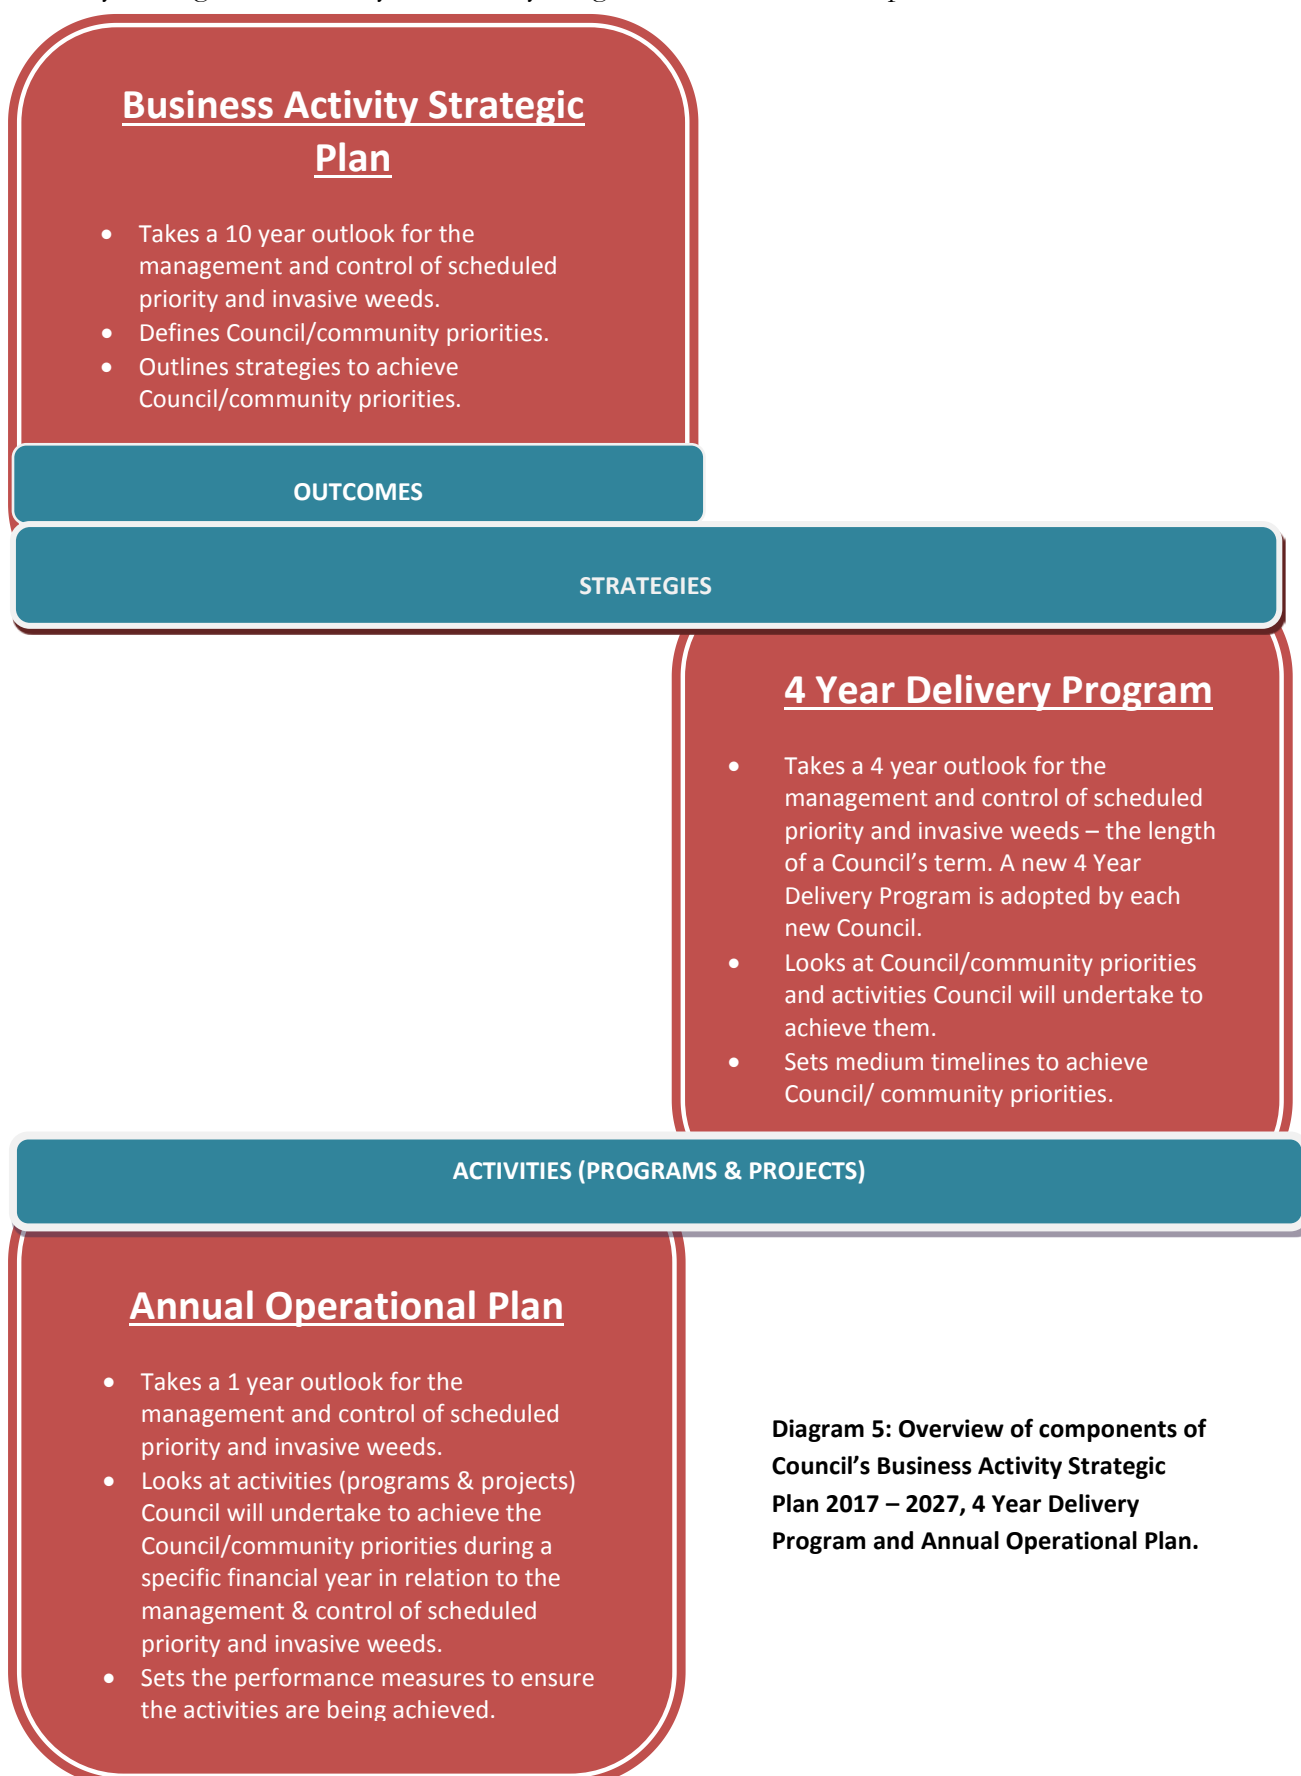 Business Activity Strategic
Plan
• Takes a 10 year outlook for the
management and control of scheduled
priority and invasive weeds.
• Defines Council/community priorities.
• Outlines strategies to achieve
Council/community priorities.
OUTCOMES
STRATEGIES
4 Year Delivery Program
• Takes a 4 year outlook for the
management and control of scheduled
priority and invasive weeds – the length
of a Council’s term. A new 4 Year
Delivery Program is adopted by each
new Council.
• Looks at Council/community priorities
and activities Council will undertake to
achieve them.
• Sets medium timelines to achieve
Council/ community priorities.
ACTIVITIES (PROGRAMS & PROJECTS)
Annual Operational Plan
• Takes a 1 year outlook for the
management and control of scheduled
priority and invasive weeds.
• Looks at activities (programs & projects)
Council will undertake to achieve the
Council/community priorities during a
specific financial year in relation to the
management & control of scheduled
priority and invasive weeds.
• Sets the performance measures to ensure
the activities are being achieved.
Diagram 5: Overview of components of
Council’s Business Activity Strategic
Plan 2017 – 2027, 4 Year Delivery
Program and Annual Operational Plan.